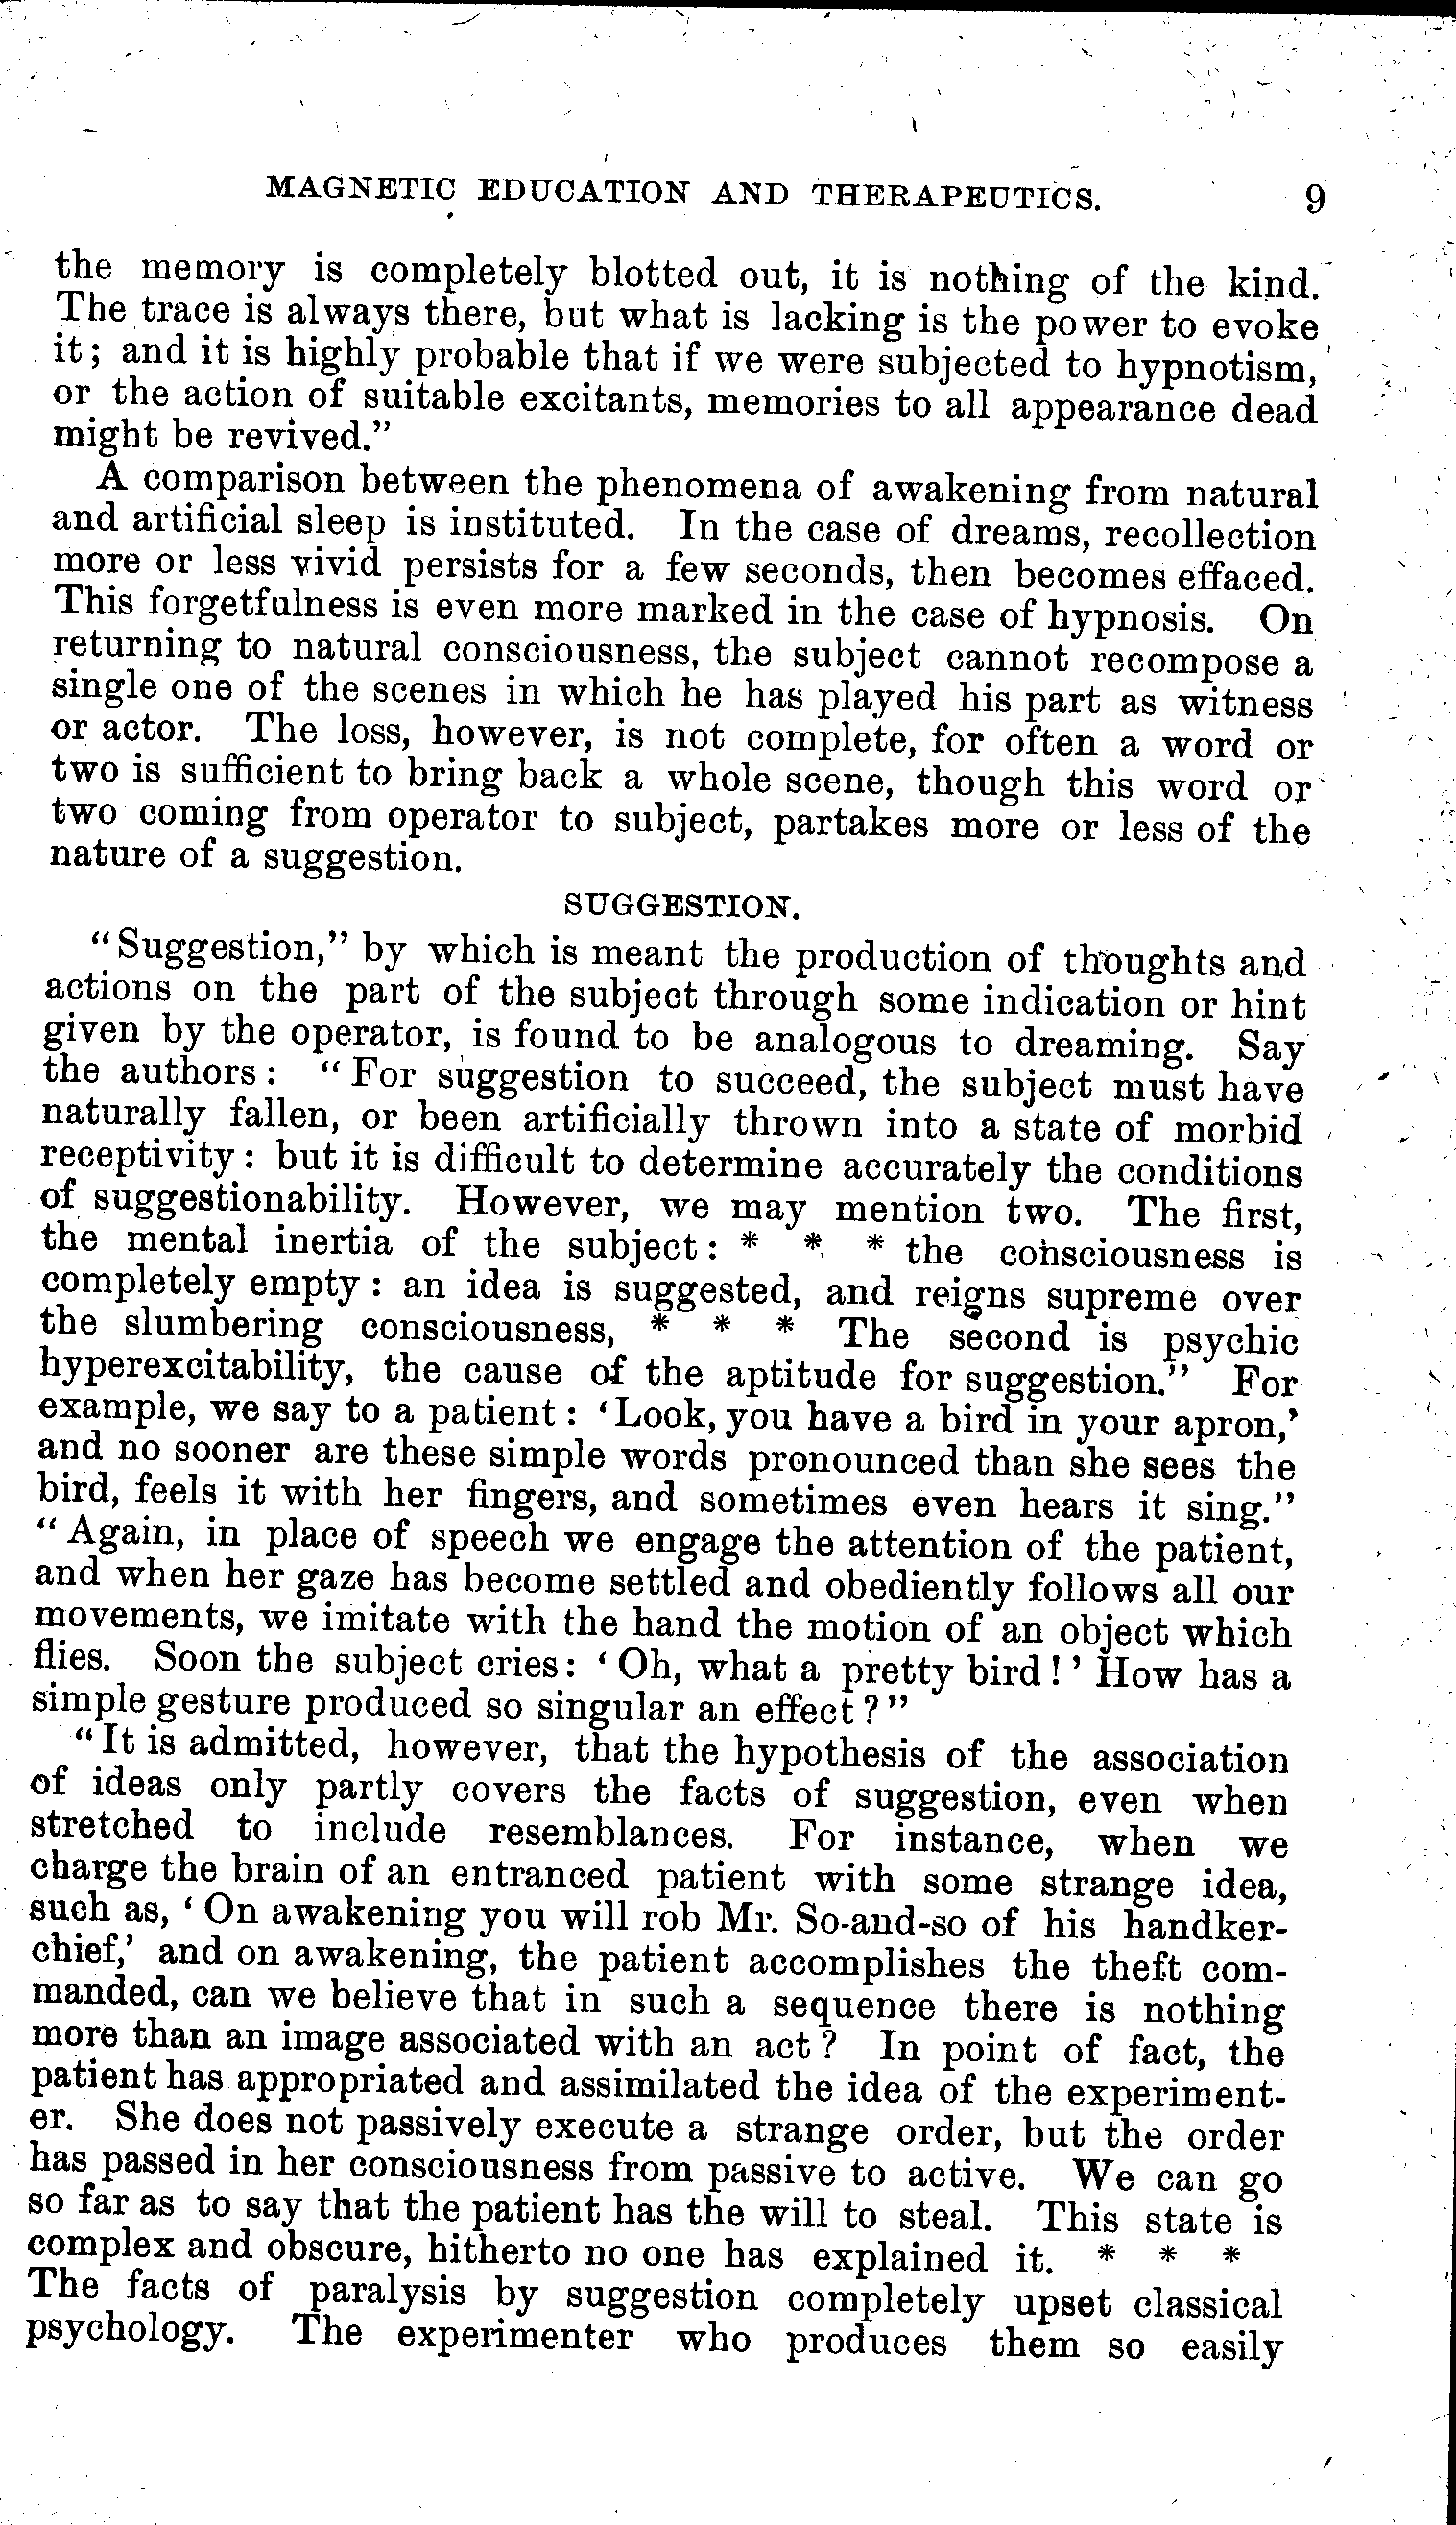 MAGNETIC EDUCATION AND THERAPEUTICS. 9
the memory is completely blotted out, it is nothing of the kind.
The trace is always there, but what is lacking is the power to evoke
it; and it is highly probable that if we were subjected to hypnotism,
or the action of suitable excitants, memories to all appearance dead
might be revived."
A comparison between the phenomena of awakening from natural
and artificial sleep is instituted. In the case of dreams, recollection
more or less vivid persists for a few seconds, then becomes effaced.
This forgetfulness is even more marked in the case of hypnosis. On
returning to natural consciousness, the subject cannot recompose a
single one of the scenes in which he has played his part as witness
or actor. The loss, however, is not complete, for often a word or
two is sufficient to bring back a whole scene, though this word or
two coming from operator to subject, partakes more or less of the
nature of a suggestion.
SUGGESTION.
"Suggestion," by which is meant the production of thoughts and
actions on the part of the subject through some indication or hint
given by the operator, is found to be analogous to dreaming. Say
the authors: "For suggestion to succeed, the subject must have
naturally fallen, or been artificially thrown into a state of morbid
receptivity: but it is difficult to determine accurately the conditions
of suggestionability. However, we may mention two. The first,
the mental inertia of the subject: * * * the consciousness is
completely empty: an idea is suggested, and reigns supreme over
the slumbering consciousness, * * * The second is psychic
hyperexcitability, the cause of the aptitude for suggestion." For
example, we say to a patient: 'Look, you have a bird in your apron,'
and no sooner are these simple words pronounced than she sees the
bird, feels it with her fingers, and sometimes even hears it sing."
"Again, in place of speech we engage the attention of the patient,
and when her gaze has become settled and obediently follows all our
movements, we imitate with the hand the motion of an object which
flies. Soon the subject cries: 'Oh, what a pretty bird!' How has a
simple gesture produced so singular an effect?"
"It is admitted, however, that the hypothesis of the association
of ideas only partly covers the facts of suggestion, even when
stretched to include resemblances. For instance, when we
charge the brain of an entranced patient with some strange idea,
such as, 'On awakening you will rob Mr. So-and-so of his handker-
chief,' and on awakening, the patient accomplishes the theft com-
manded, can we believe that in such a sequence there is nothing
more than an image associated with an act? In point of fact, the
patient has appropriated and assimilated the idea of the experiment-
er. She does not passively execute a strange order, but the order
has passed in her consciousness from passive to active. We can go
so far as to say that the patient has the will to steal. This state is
complex and obscure, hitherto no one has explained it. * * *
The facts of paralysis by suggestion completely upset classical
psychology. The experimenter who produces them so easily